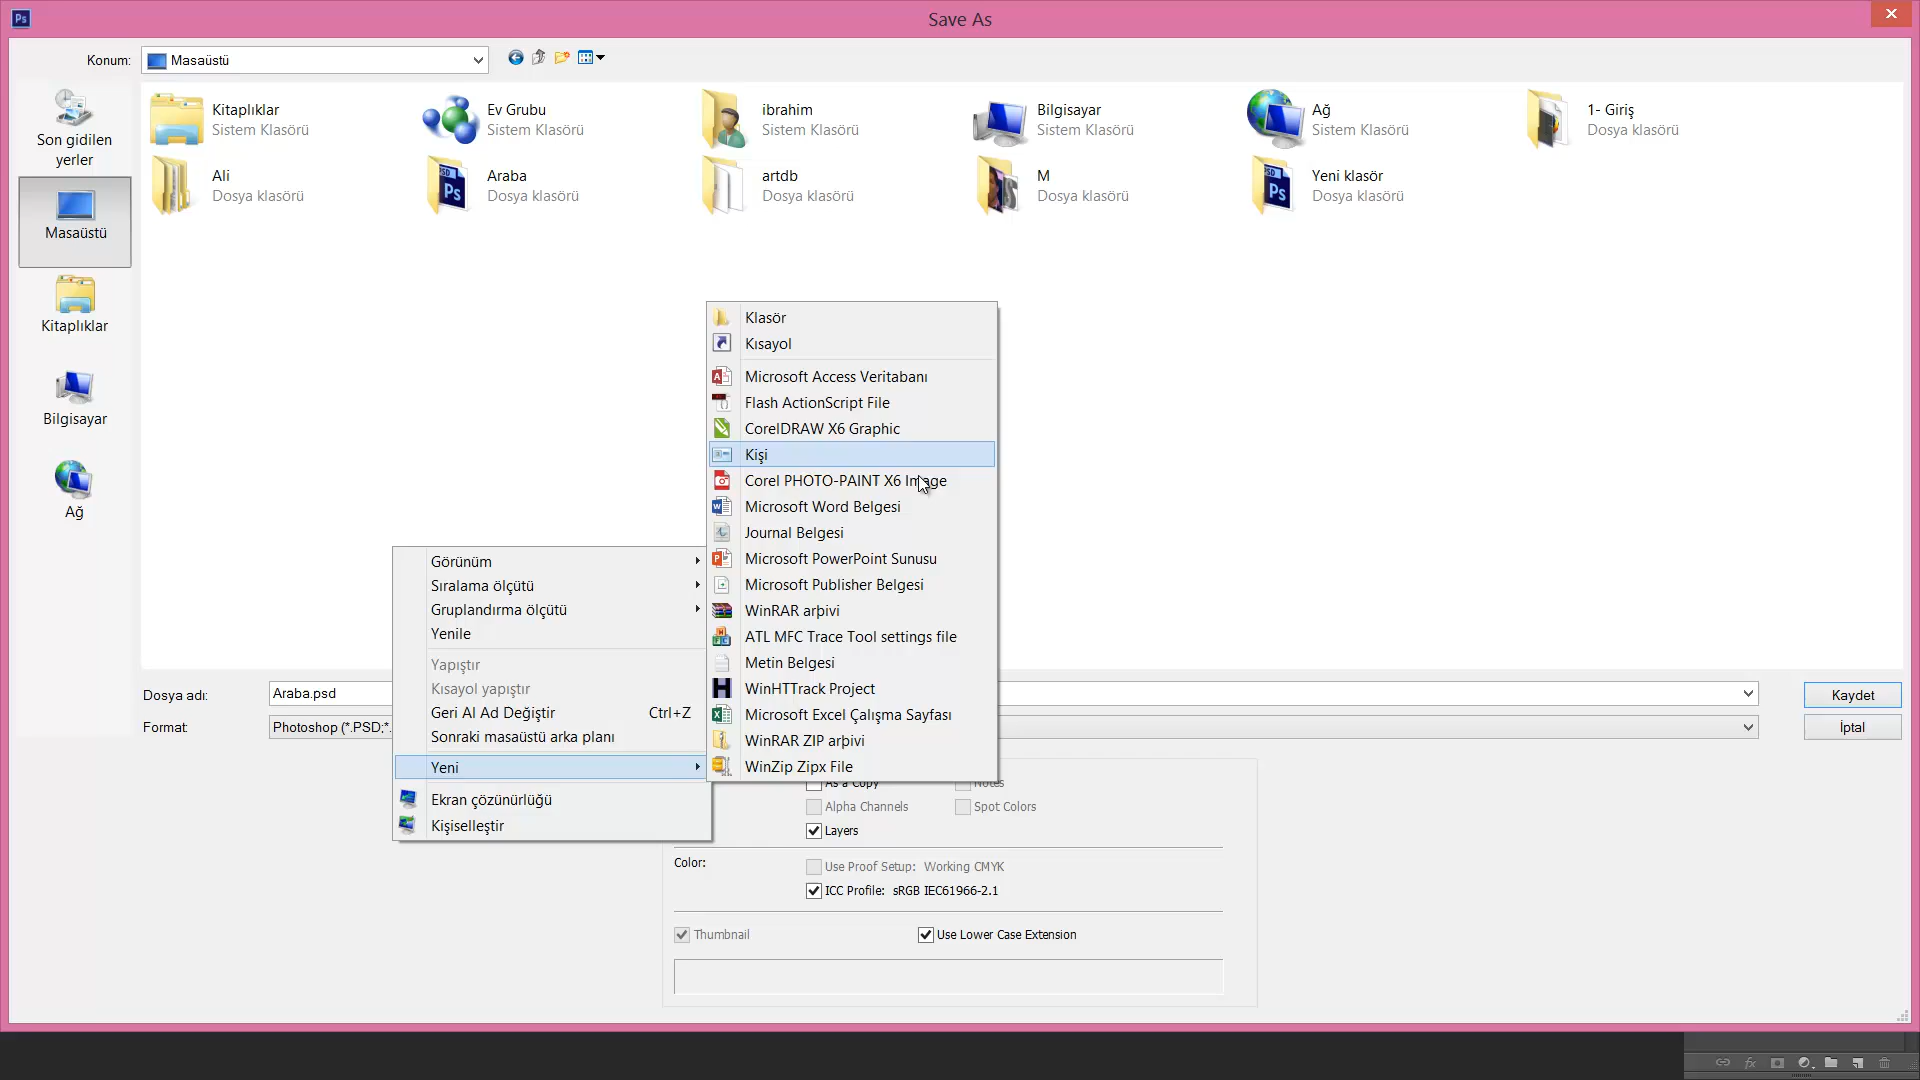 Ps
Save As
Konum:
Masaüstü
Son gidilen
yerler
Masaüstü
Kitaplıklar
Bilgisayar
Ağ
Kitaplıklar
Sistem Klasörü
Ev Grubu
Sistem Klasörü
ibrahim
Sistem Klasörü
Bilgisayar
Sistem Klasörü
Ağ
Sistem Klasörü
1- Giriş
Dosya klasörü
Ali
Dosya klasörü
Araba
Dosya klasörü
artdb
Dosya klasörü
M
Dosya klasörü
Yeni klasör
Dosya klasörü
Klasör
Kısayol
Microsoft Access Veritabanı
Flash ActionScript File
CorelDRAW X6 Graphic
Kişi
Corel PHOTO-PAINT X6 Image
Microsoft Word Belgesi
Journal Belgesi
Microsoft PowerPoint Sunusu
Microsoft Publisher Belgesi
WinRAR arþivi
ATL MFC Trace Tool settings file
Metin Belgesi
WinHTTrack Project
Microsoft Excel Çalışma Sayfası
WinRAR ZIP arþivi
WinZip Zipx File
Görünüm
Sıralama ölçütü
Gruplandırma ölçütü
Yenile
Yapıştır
Kısayol yapıştır
Geri Al Ad Değiştir Ctrl+Z
Sonraki masaüstü arka planı
Yeni
Ekran çözünürlüğü
Kişiselleştir
Dosya adı:
Araba.psd
Kaydet
Format:
Photoshop (*.PSD;*.
İptal
As a Copy
Notes
Alpha Channels
Spot Colors
Layers
Color:
Use Proof Setup: Working CMYK
ICC Profile: sRGB IEC61966-2.1
Thumbnail
Use Lower Case Extension
fx